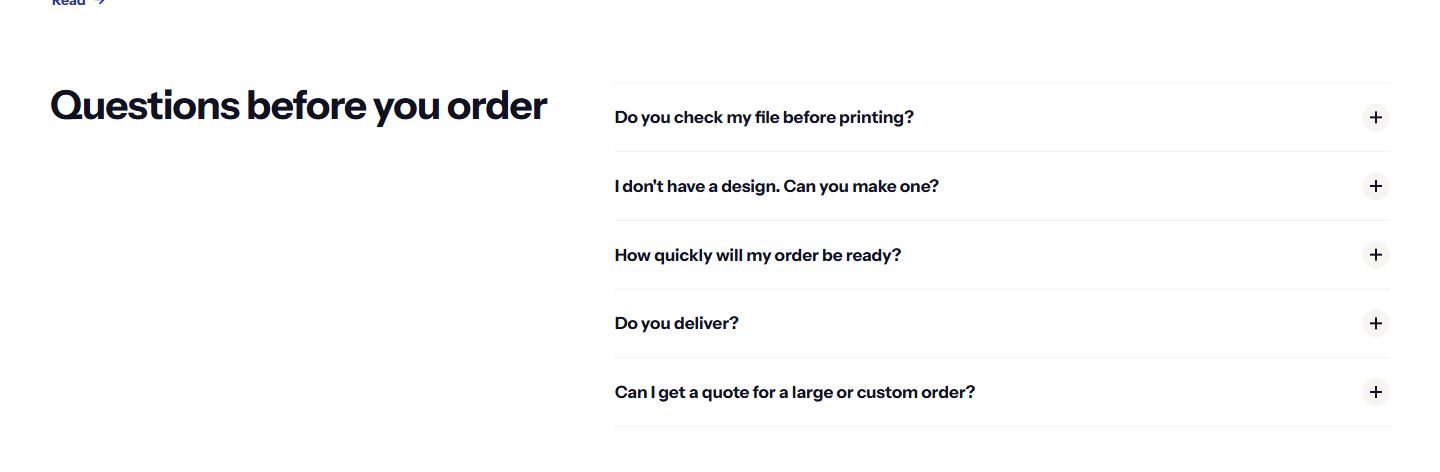 Read →
Questions before you order
Do you check my file before printing?
I don't have a design. Can you make one?
How quickly will my order be ready?
Do you deliver?
Can I get a quote for a large or custom order?